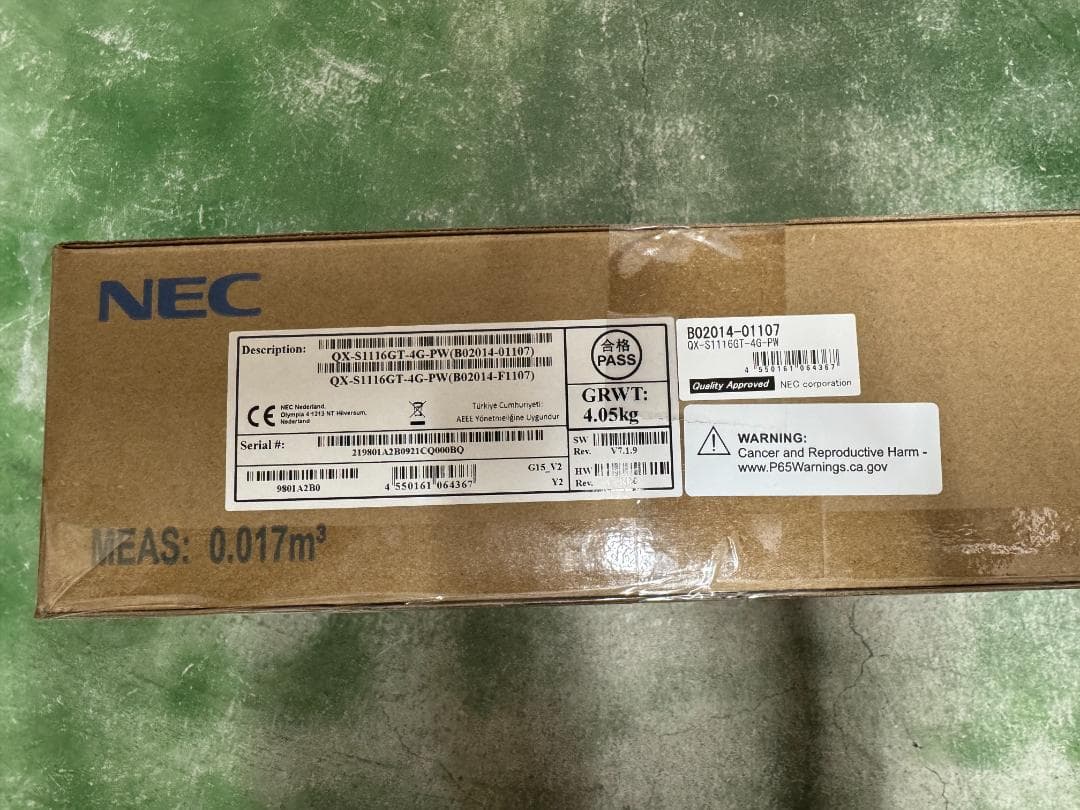 NEC
Description:
QX-S1116GT-4G-PW(B02014-01107)
QX-S1116GT-4G-PW(B02014-F1107)
CE
NEC Nederland,
Olympia 4 1213 NT Hilversum,
Nederland
Türkiye Cumhuriyeti:
AEEE Yönetmeliğine Uygundur
Serial #:
219801A2B0921CQ000BQ
9801A2B0
4 550161 064367
G15_V2
Y2
合格
PASS
GRWT:
4.05kg
SW
Rev.
V7.1.9
HW
Rev.
B02014-01107
QX-S1116GT-4G-PW
4 550161 064367
Quality Approved NEC corporation
WARNING:
Cancer and Reproductive Harm -
www.P65Warnings.ca.gov
MEAS: 0.017m³